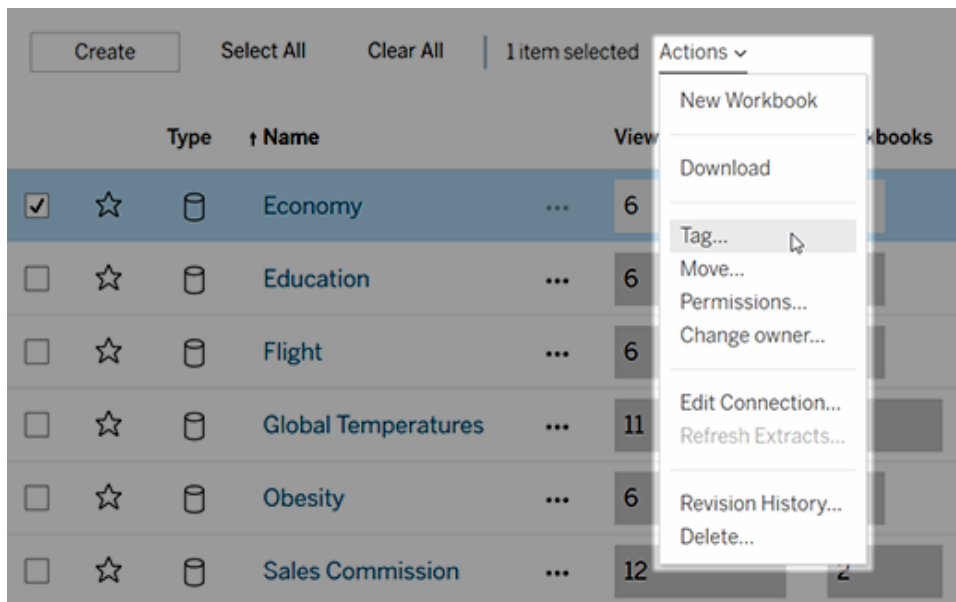 Create Select All Clear All 1 item selected Actions
New Workbook
Type ↑ Name View kbooks
Download
Economy ... 6
Tag...
Move...
Education ... 6
Permissions...
Change owner...
Flight ... 6
Edit Connection...
Global Temperatures ... 11
Refresh Extracts...
Obesity ... 6
Revision History...
Delete...
Sales Commission ... 12 2